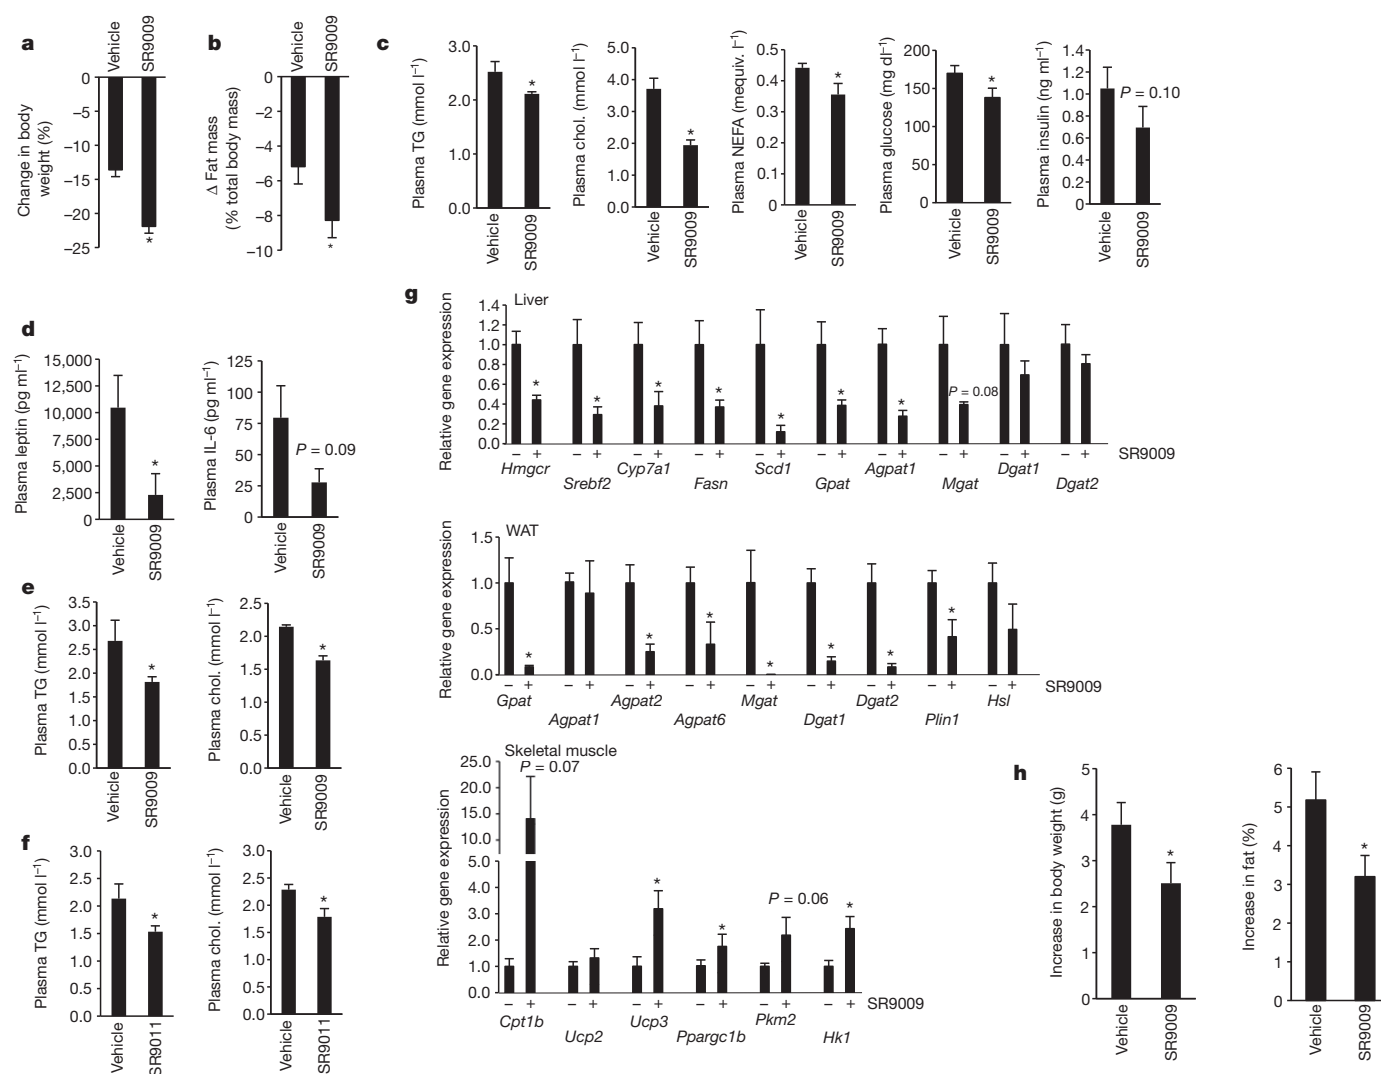 a
Vehicle
SR9009
Change in body
weight (%)
0
−5
−10
−15
−20
−25
*
b
Vehicle
SR9009
Δ Fat mass
(% total body mass)
0
−2
−4
−6
−8
−10
*
c
Plasma TG (mmol l−1)
3.0
2.0
1.0
0.0
*
Vehicle
SR9009
Plasma chol. (mmol l−1)
5.0
4.0
3.0
2.0
1.0
0.0
*
Vehicle
SR9009
Plasma NEFA (mequiv. l−1)
0.5
0.4
0.3
0.2
0.1
0
*
Vehicle
SR9009
Plasma glucose (mg dl−1)
200
150
100
50
0
*
Vehicle
SR9009
Plasma insulin (ng ml−1)
1.4
1.2
1.0
0.8
0.6
0.4
0.2
0
P = 0.10
Vehicle
SR9009
d
Plasma leptin (pg ml−1)
15,000
12,500
10,000
7,500
5,000
2,500
0
*
Vehicle
SR9009
Plasma IL-6 (pg ml−1)
125
100
75
50
25
0
P = 0.09
Vehicle
SR9009
e
Plasma TG (mmol l−1)
3.5
3.0
2.5
2.0
1.5
1.0
0.5
0.0
*
Vehicle
SR9009
Plasma chol. (mmol l−1)
2.5
2.0
1.5
1.0
0.5
0.0
*
Vehicle
SR9009
f
Plasma TG (mmol l−1)
3.0
2.5
2.0
1.5
1.0
0.5
0.0
*
Vehicle
SR9011
Plasma chol. (mmol l−1)
3.0
2.5
2.0
1.5
1.0
0.5
0.0
*
Vehicle
SR9011
g
Liver
Relative gene expression
1.4
1.2
1.0
0.8
0.6
0.4
0.2
0.0
* * * * * * * P = 0.08
− + − + − + − + − + − + − + − + − + − + SR9009
Hmgcr Cyp7a1 Scd1 Agpat1 Dgat1
Srebf2 Fasn Gpat Mgat Dgat2
WAT
Relative gene expression
1.5
1.0
0.5
0.0
* * * * * * *
− + − + − + − + − + − + − + − + − + SR9009
Gpat Agpat2 Mgat Dgat2 Hsl
Agpat1 Agpat6 Dgat1 Plin1
Skeletal muscle
P = 0.07
Relative gene expression
25.0
20.0
15.0
10.0
5.0
4.0
3.0
2.0
1.0
0.0
* * P = 0.06 *
− + − + − + − + − + − + SR9009
Cpt1b Ucp3 Pkm2
Ucp2 Ppargc1b Hk1
h
Increase in body weight (g)
5
4
3
2
1
0
*
Vehicle
SR9009
Increase in fat (%)
6
5
4
3
2
1
0
*
Vehicle
SR9009